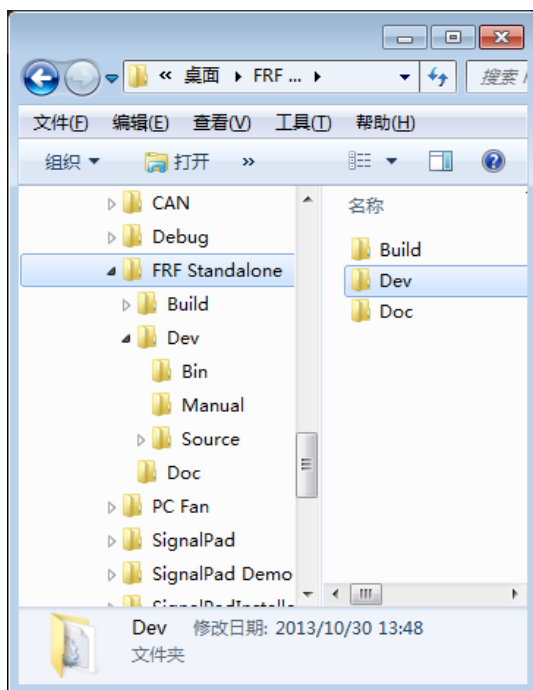 « 桌面 ▸ FRF ... ▸ 搜索
文件(F) 编辑(E) 查看(V) 工具(T) 帮助(H)
组织 打开 »
名称
CAN
Debug
FRF Standalone
Build
Dev
Bin
Manual
Source
Doc
PC Fan
SignalPad
SignalPad Demo
Build
Dev
Doc
Dev 修改日期: 2013/10/30 13:48
文件夹